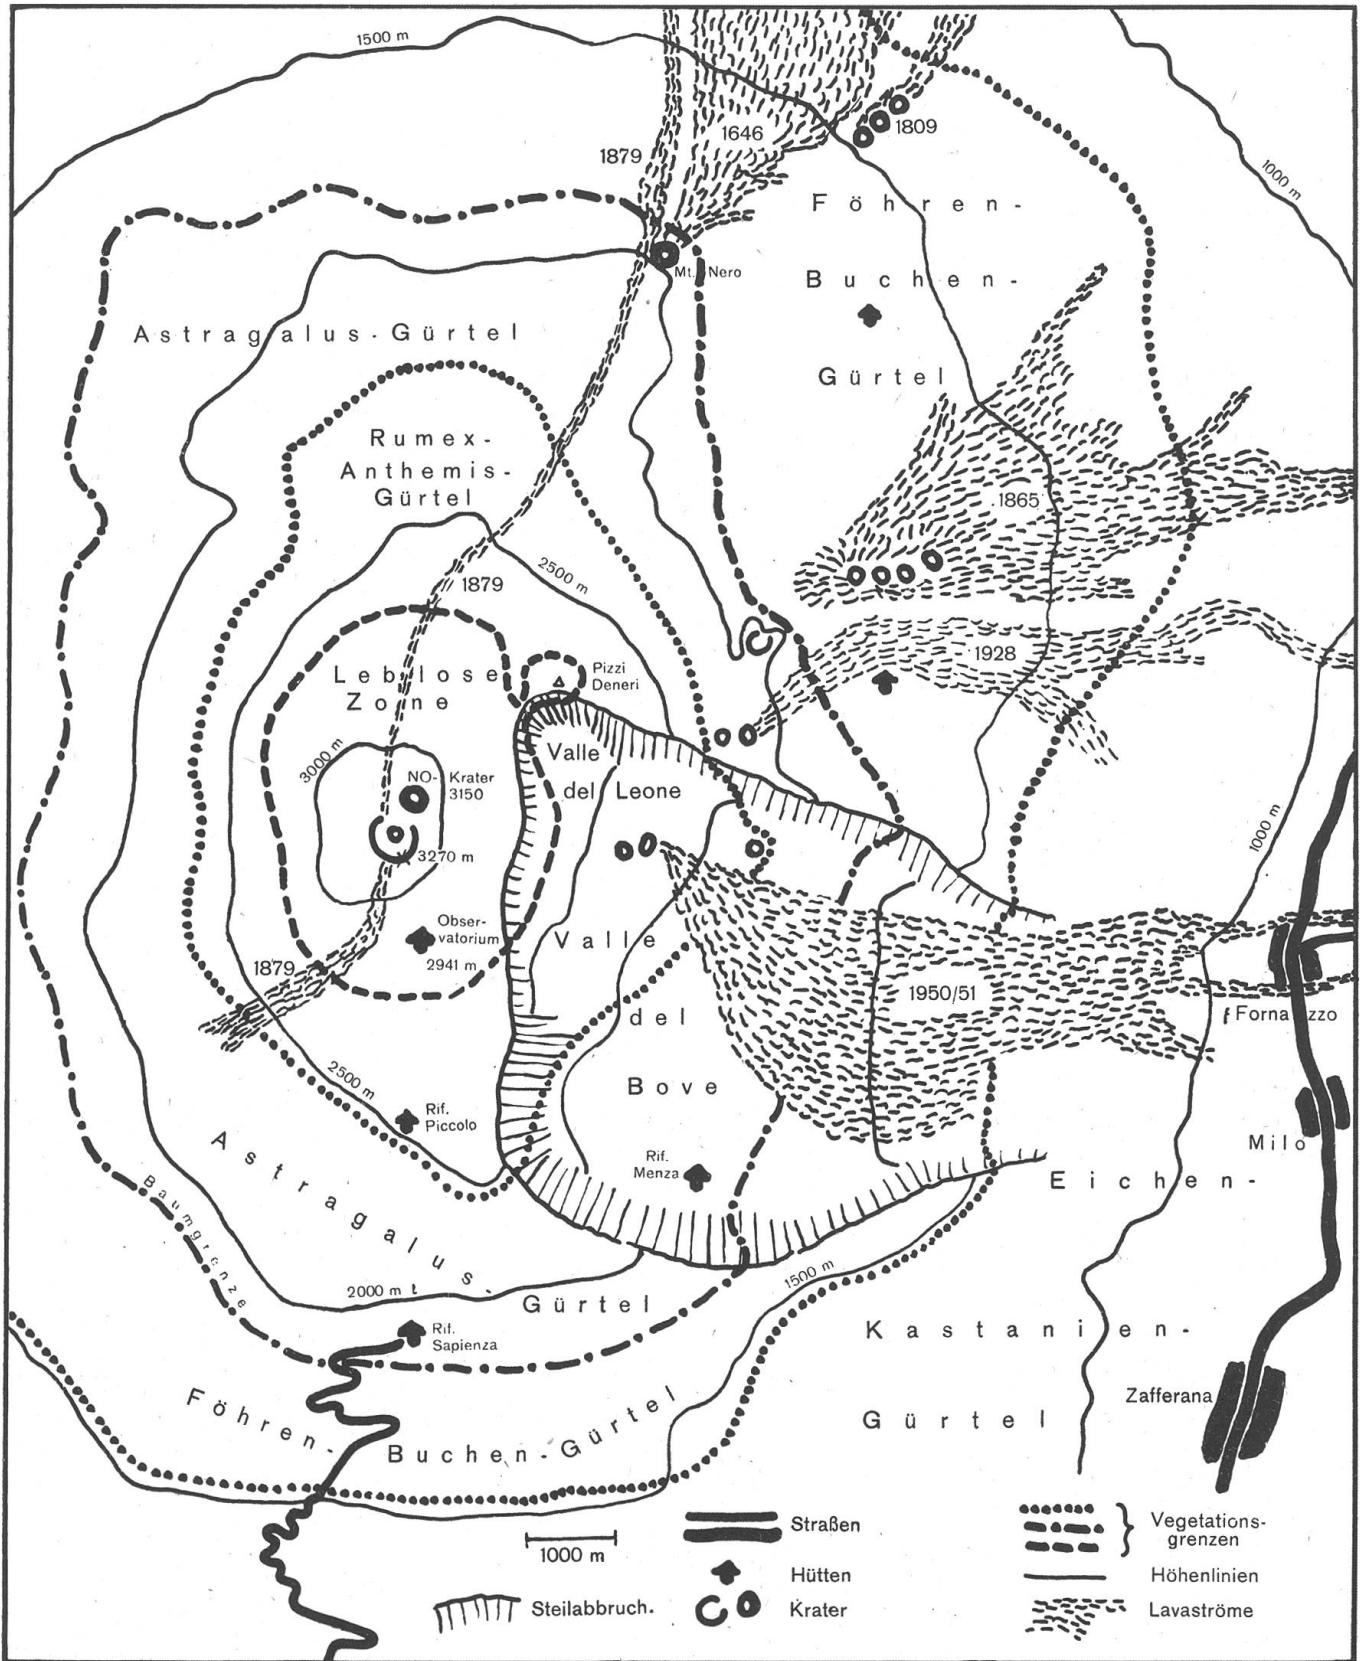 1500 m
1646
1809
1879
1000 m
Föhren-
Buchen-
Gürtel
Mt. Nero
Astragalus-Gürtel
Rumex-
Anthemis-
Gürtel
1865
1879
2500 m
1928
Leblose
Zone
Pizzi
Deneri
3000 m
NO-Krater
3150
3270 m
Valle
del Leone
1000 m
Obser-
vatorium
2941 m
1879
Valle
del
Bove
1950/51
Fornazzo
2500 m
Rif.
Piccolo
Milo
Rif.
Menza
Astragalus-
Gürtel
Baumgrenze
2000 m
1500 m
Eichen-
Kastanien-
Gürtel
Rif.
Sapienza
Zafferana
Föhren-
Buchen-Gürtel
1000 m
Steilabbruch.
Straßen
Hütten
Krater
Vegetations-
grenzen
Höhenlinien
Lavaströme